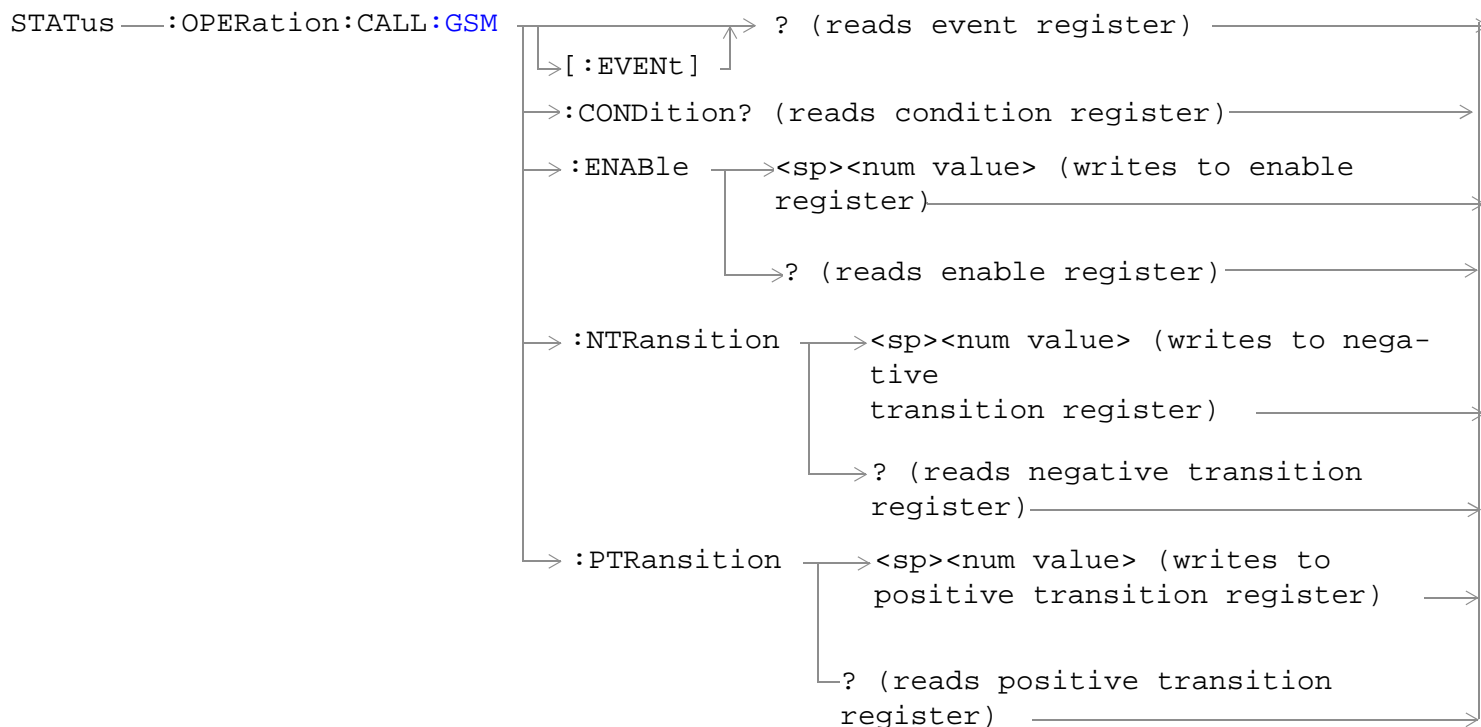 STATus :OPERation:CALL:GSM ? (reads event register)
[:EVENt]
:CONDition? (reads condition register)
:ENABle <sp><num value> (writes to enable
register)
? (reads enable register)
:NTRansition <sp><num value> (writes to nega-
tive
transition register)
? (reads negative transition
register)
:PTRansition <sp><num value> (writes to
positive transition register)
? (reads positive transition
register)